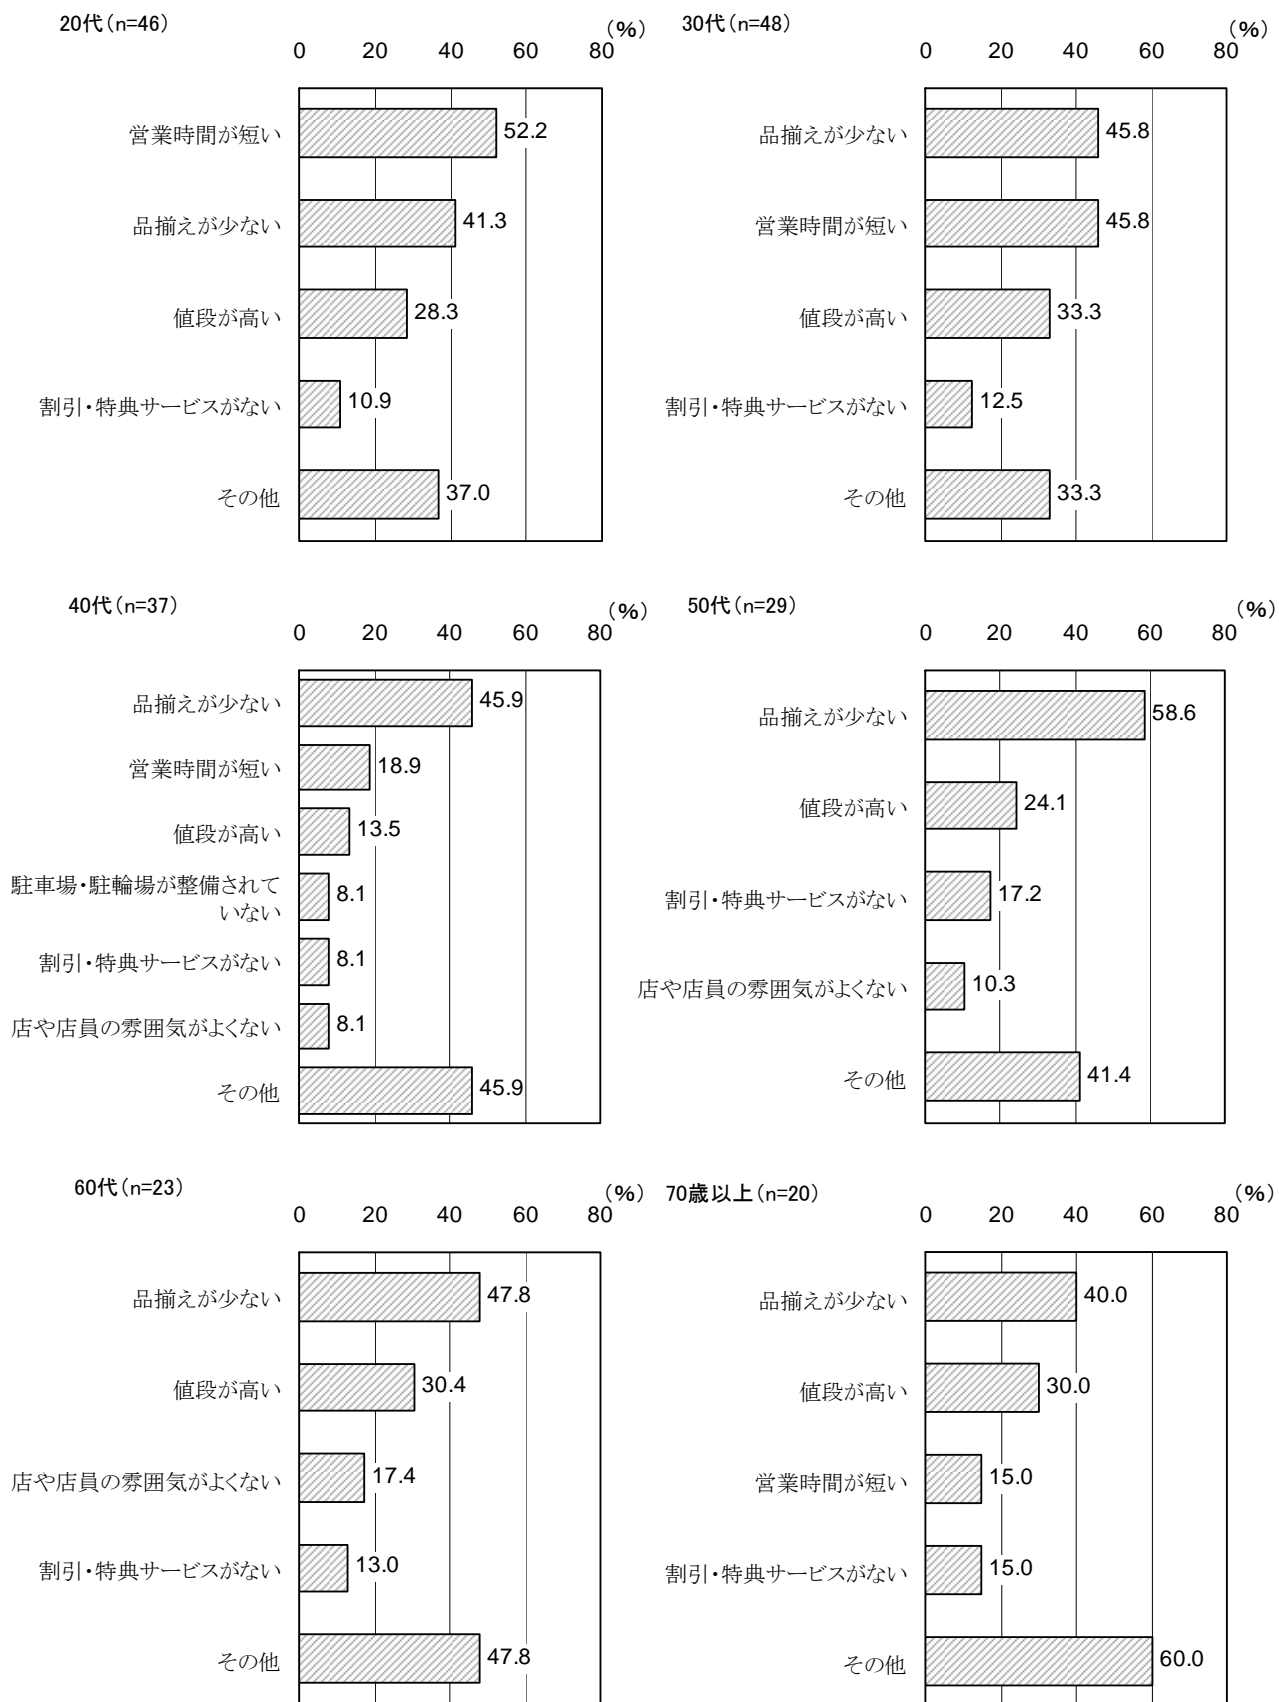 20代（n=46）
（%）
0 20 40 60 80
営業時間が短い 52.2
品揃えが少ない 41.3
値段が高い 28.3
割引・特典サービスがない 10.9
その他 37.0
30代（n=48）
（%）
0 20 40 60 80
品揃えが少ない 45.8
営業時間が短い 45.8
値段が高い 33.3
割引・特典サービスがない 12.5
その他 33.3
40代（n=37）
（%）
0 20 40 60 80
品揃えが少ない 45.9
営業時間が短い 18.9
値段が高い 13.5
駐車場・駐輪場が整備されて
いない 8.1
割引・特典サービスがない 8.1
店や店員の雰囲気がよくない 8.1
その他 45.9
50代（n=29）
（%）
0 20 40 60 80
品揃えが少ない 58.6
値段が高い 24.1
割引・特典サービスがない 17.2
店や店員の雰囲気がよくない 10.3
その他 41.4
60代（n=23）
（%）
0 20 40 60 80
品揃えが少ない 47.8
値段が高い 30.4
店や店員の雰囲気がよくない 17.4
割引・特典サービスがない 13.0
その他 47.8
70歳以上（n=20）
（%）
0 20 40 60 80
品揃えが少ない 40.0
値段が高い 30.0
営業時間が短い 15.0
割引・特典サービスがない 15.0
その他 60.0